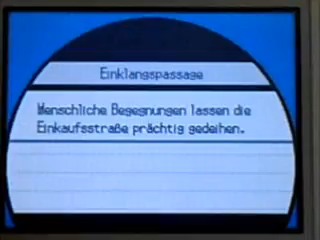 Einklangspassage
Menschliche Begegnungen lassen die
Einkaufsstraße prächtig gedeihen.